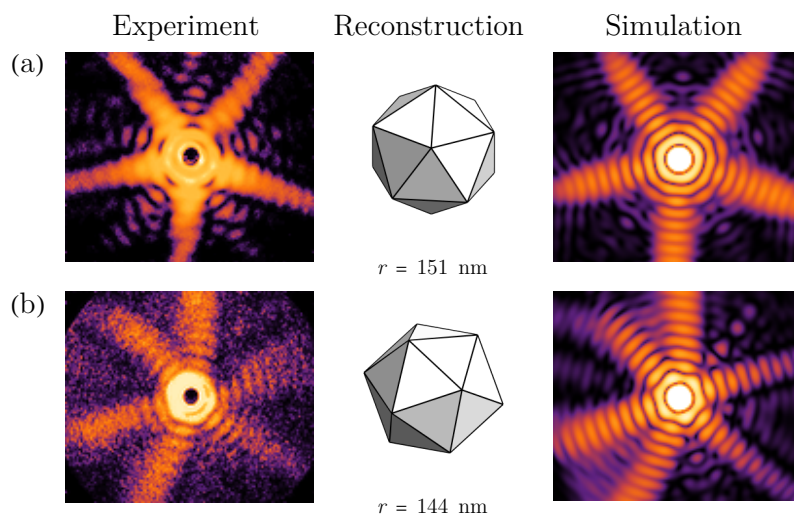 Experiment Reconstruction Simulation
(a)
r = 151 nm
(b)
r = 144 nm